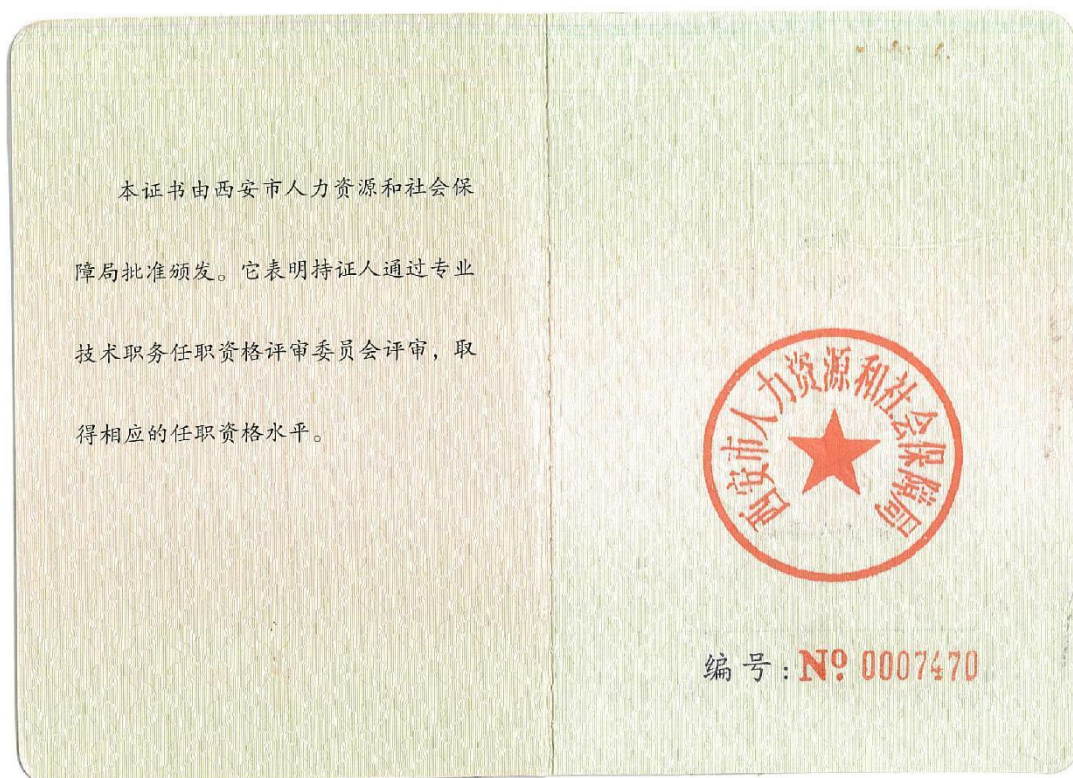 本证书由西安市人力资源和社会保
障局批准颁发。它表明持证人通过专业
技术职务任职资格评审委员会评审，取
得相应的任职资格水平。
西安市人力资源和社会保障局
编号:Nº 0007470